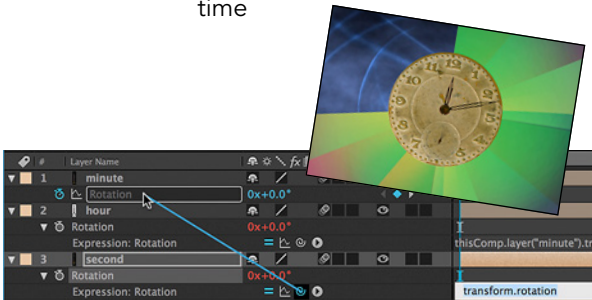 time
# Layer Name fx
1 minute
Rotation 0x+0.0°
2 hour
Rotation 0x+0.0°
Expression: Rotation thisComp.layer("minute").tr
3 second
Rotation 0x+0.0°
Expression: Rotation transform.rotation